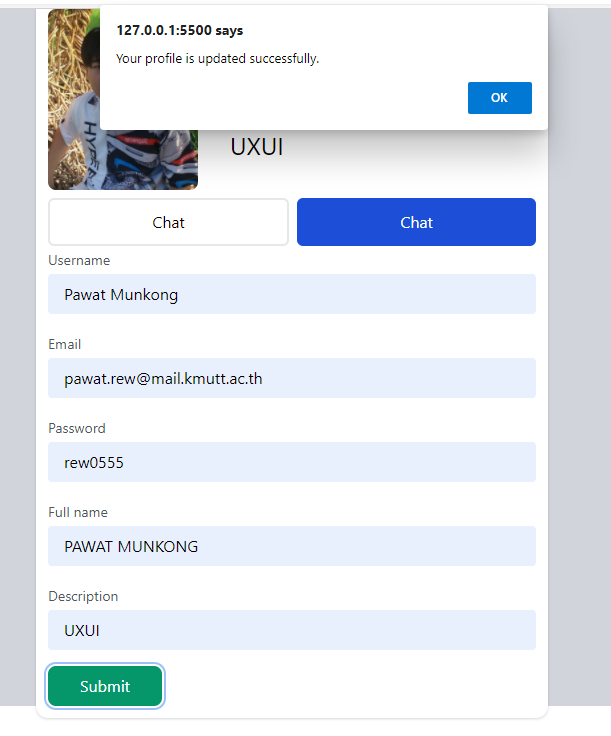 127.0.0.1:5500 says
Your profile is updated successfully.
OK
UXUI
Chat
Chat
Username
Pawat Munkong
Email
pawat.rew@mail.kmutt.ac.th
Password
rew0555
Full name
PAWAT MUNKONG
Description
UXUI
Submit